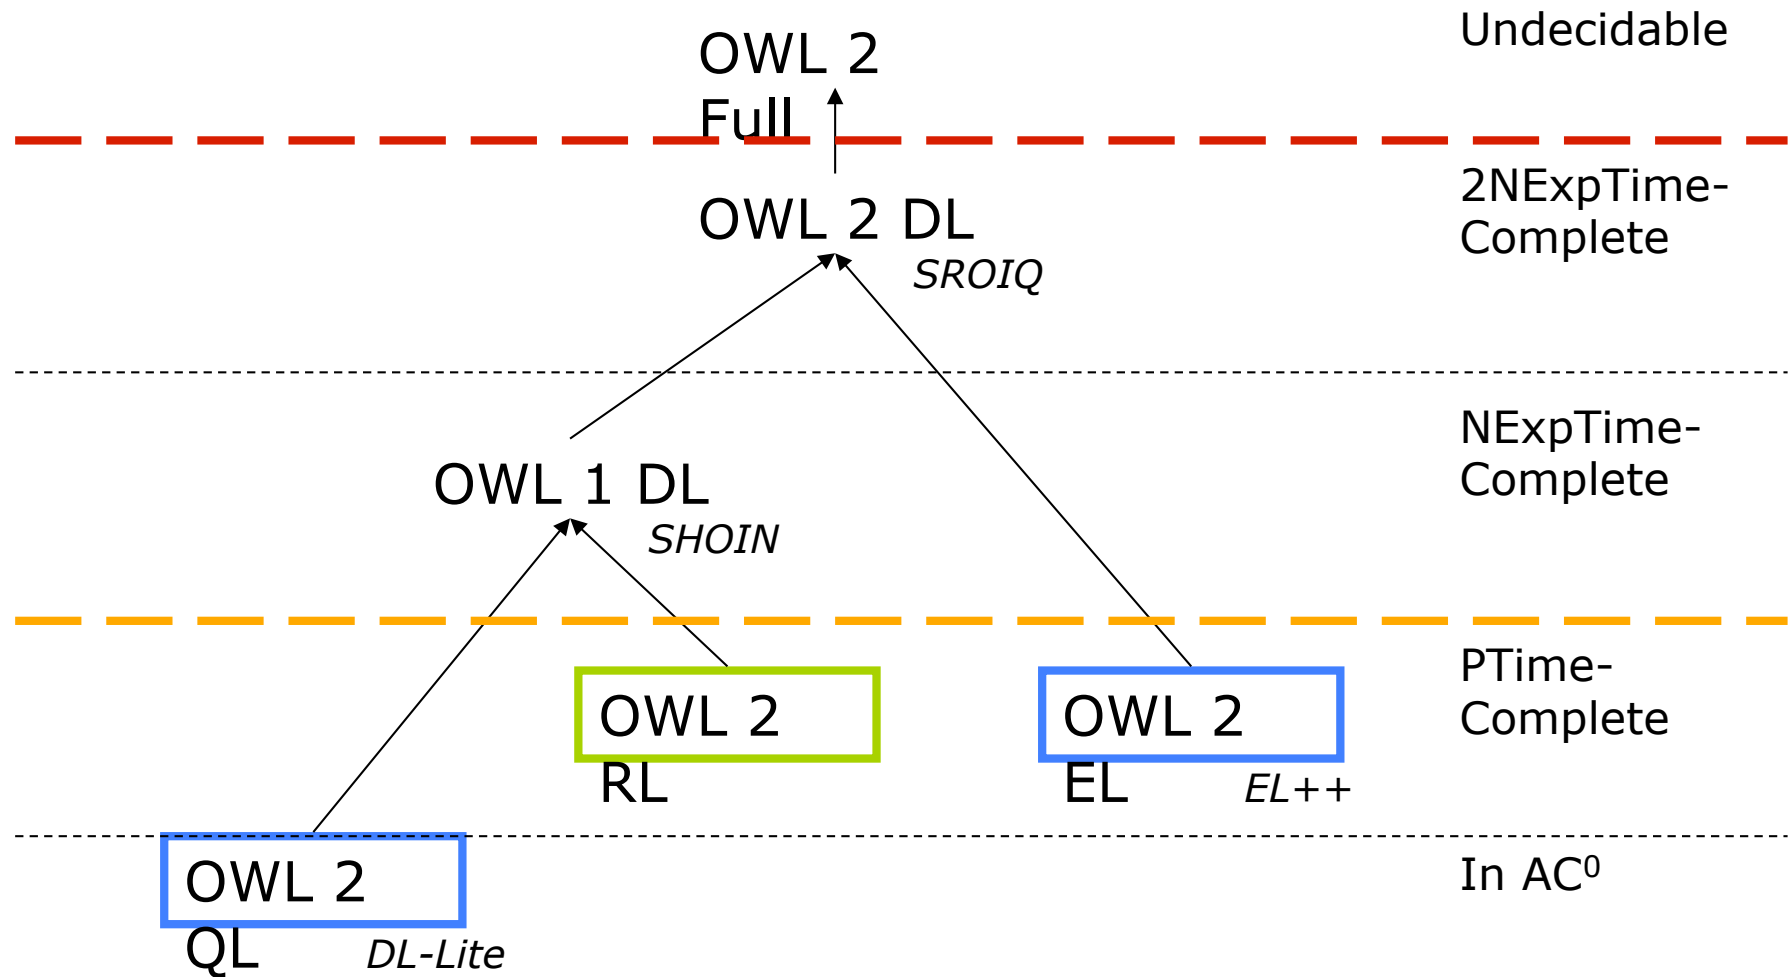 Undecidable
OWL 2
Full
2NExpTime-
Complete
OWL 2 DL
SROIQ
NExpTime-
Complete
OWL 1 DL
SHOIN
PTime-
Complete
OWL 2
RL
OWL 2
EL
EL++
In AC⁰
OWL 2
QL
DL-Lite